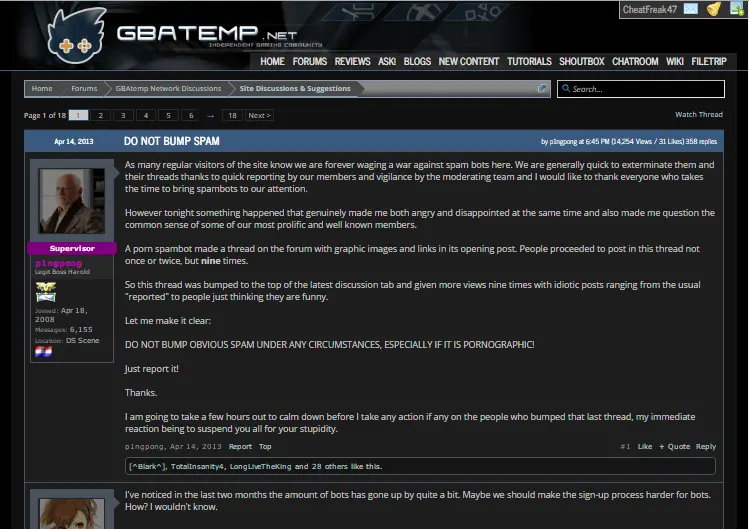 CheatFreak47
GBATEMP.NET
INDEPENDENT GAMING COMMUNITY
HOME FORUMS REVIEWS ASK! BLOGS NEW CONTENT TUTORIALS SHOUTBOX CHATROOM WIKI FILETRIP
Home Forums GBAtemp Network Discussions Site Discussions & Suggestions
Search...
Page 1 of 18 1 2 3 4 5 6 → 18 Next >
Watch Thread
Apr 14, 2013 DO NOT BUMP SPAM by p1ngpong at 6:45 PM (14,254 Views / 31 Likes) 358 replies
As many regular visitors of the site know we are forever waging a war against spam bots here. We are generally quick to exterminate them and
their threads thanks to quick reporting by our members and vigilance by the moderating team and I would like to thank everyone who takes
the time to bring spambots to our attention.
However tonight something happened that genuinely made me both angry and disappointed at the same time and also made me question the
common sense of some of our most prolific and well known members.
A porn spambot made a thread on the forum with graphic images and links in its opening post. People proceeded to post in this thread not
once or twice, but nine times.
So this thread was bumped to the top of the latest discussion tab and given more views nine times with idiotic posts ranging from the usual
"reported" to people just thinking they are funny.
Let me make it clear:
DO NOT BUMP OBVIOUS SPAM UNDER ANY CIRCUMSTANCES, ESPECIALLY IF IT IS PORNOGRAPHIC!
Just report it!
Thanks.
I am going to take a few hours out to calm down before I take any action if any on the people who bumped that last thread, my immediate
reaction being to suspend you all for your stupidity.
Supervisor
p1ngpong
Legit Boss Harold
Joined: Apr 18,
2008
Messages: 6,155
Location: DS Scene
p1ngpong, Apr 14, 2013 Report Top
#1 Like + Quote Reply
[^Blark^], TotalInsanity4, LongLiveTheKing and 28 others like this.
I've noticed in the last two months the amount of bots has gone up by quite a bit. Maybe we should make the sign-up process harder for bots.
How? I wouldn't know.